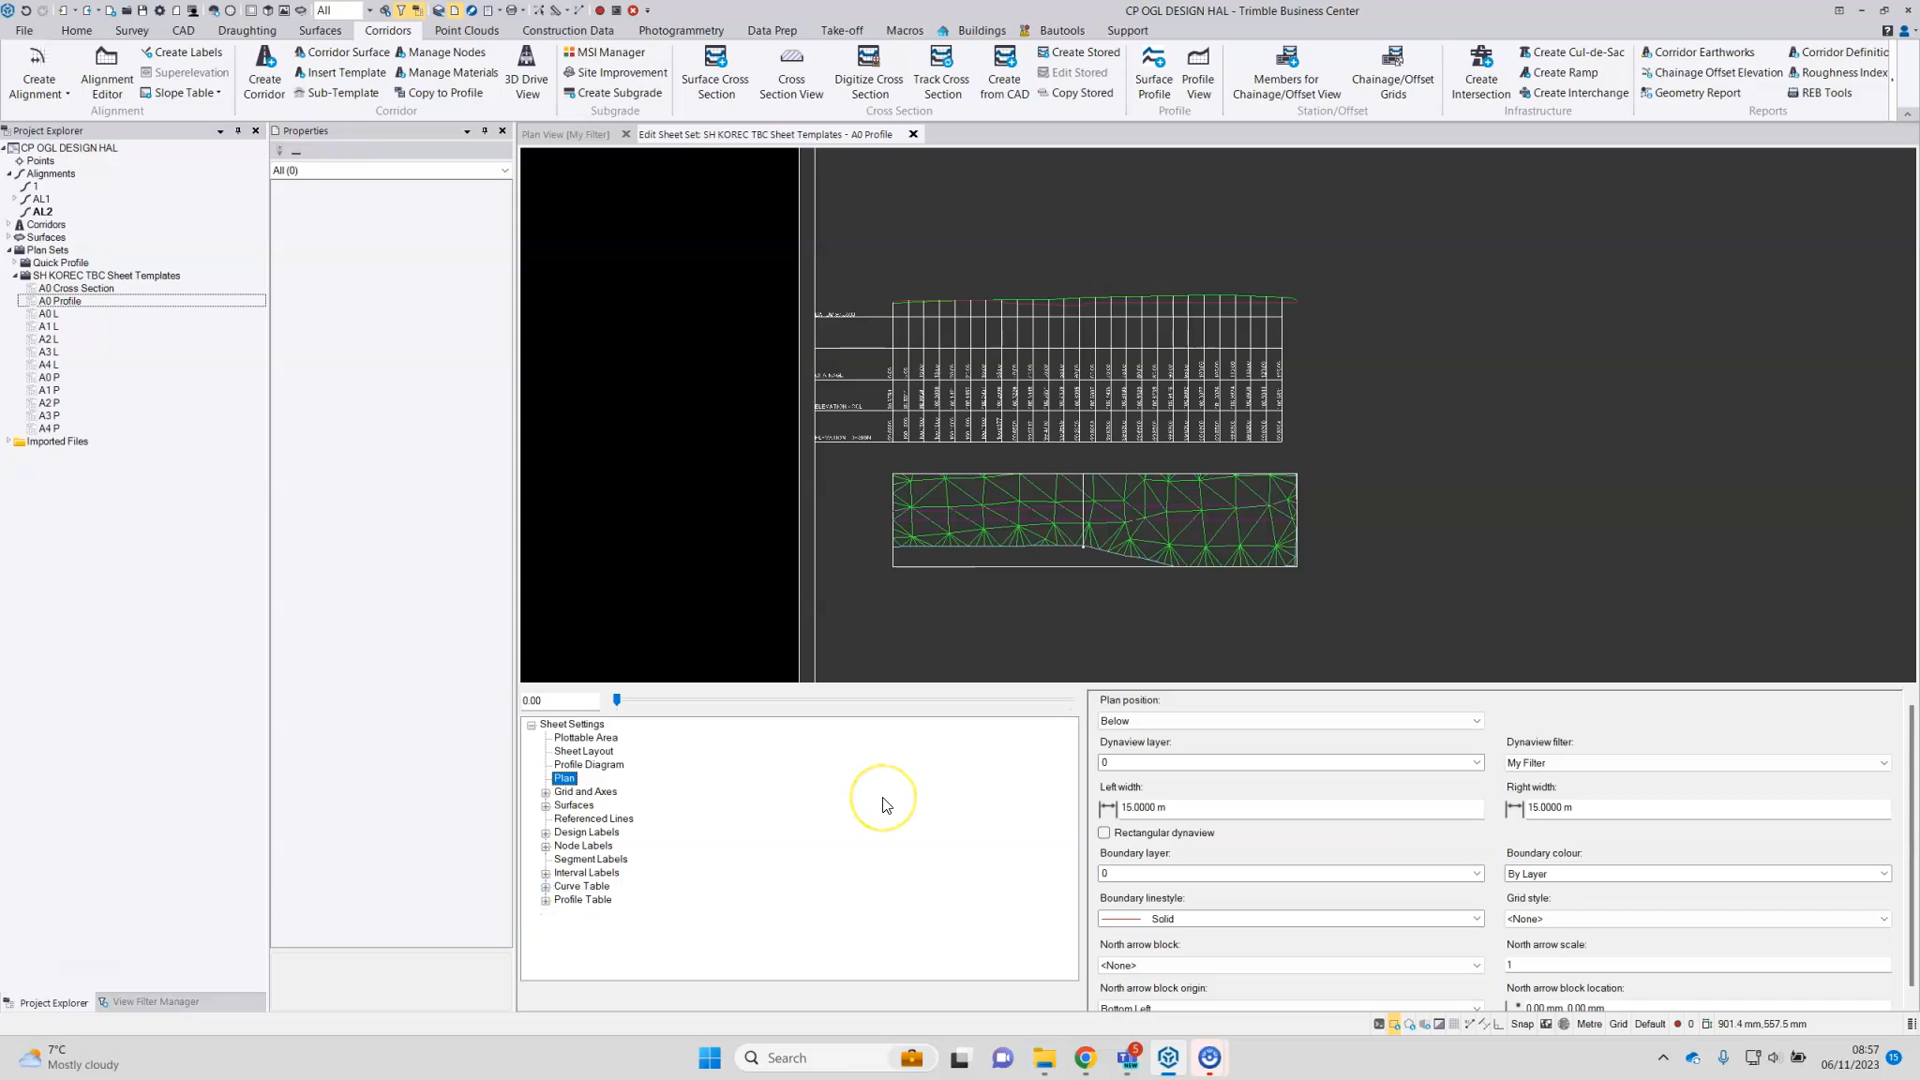 All
CP OGL DESIGN HAL - Trimble Business Center
File
Home
Survey
CAD
Draughting
Surfaces
Corridors
Point Clouds
Construction Data
Photogrammetry
Data Prep
Take-off
Macros
Buildings
Bautools
Support
Create Alignment
Alignment Editor
Create Labels
Superelevation
Slope Table
Alignment
Create Corridor
Corridor Surface
Insert Template
Sub-Template
Manage Nodes
Manage Materials
Copy to Profile
3D Drive View
Corridor
MSI Manager
Site Improvement
Create Subgrade
Subgrade
Surface Cross Section
Cross Section View
Digitize Cross Section
Track Cross Section
Create from CAD
Create Stored
Edit Stored
Copy Stored
Cross Section
Surface Profile
Profile View
Profile
Members for Chainage/Offset View
Chainage/Offset Grids
Station/Offset
Create Intersection
Create Cul-de-Sac
Create Ramp
Create Interchange
Infrastructure
Corridor Earthworks
Chainage Offset Elevation
Geometry Report
Corridor Definitio
Roughness Index
REB Tools
Reports
Project Explorer
CP OGL DESIGN HAL
Points
Alignments
1
AL1
AL2
Corridors
Surfaces
Plan Sets
Quick Profile
SH KOREC TBC Sheet Templates
A0 Cross Section
A0 Profile
A0 L
A1 L
A2 L
A3 L
A4 L
A0 P
A1 P
A2 P
A3 P
A4 P
Imported Files
Project Explorer
View Filter Manager
Properties
All (0)
Plan View [My Filter]
Edit Sheet Set: SH KOREC TBC Sheet Templates - A0 Profile
0.00
Sheet Settings
Plottable Area
Sheet Layout
Profile Diagram
Plan
Grid and Axes
Surfaces
Referenced Lines
Design Labels
Node Labels
Segment Labels
Interval Labels
Curve Table
Profile Table
Plan position:
Below
Dynaview layer:
0
Dynaview filter:
My Filter
Left width:
15.0000 m
Right width:
15.0000 m
Rectangular dynaview
Boundary layer:
0
Boundary colour:
By Layer
Boundary linestyle:
Solid
Grid style:
<None>
North arrow block:
<None>
North arrow scale:
1
North arrow block origin:
Bottom Left
North arrow block location:
0.00 mm, 0.00 mm
Snap
Metre
Grid
Default
0
901.4 mm,557.5 mm
7°C
Mostly cloudy
Search
5
NEW
08:57
06/11/2023
15